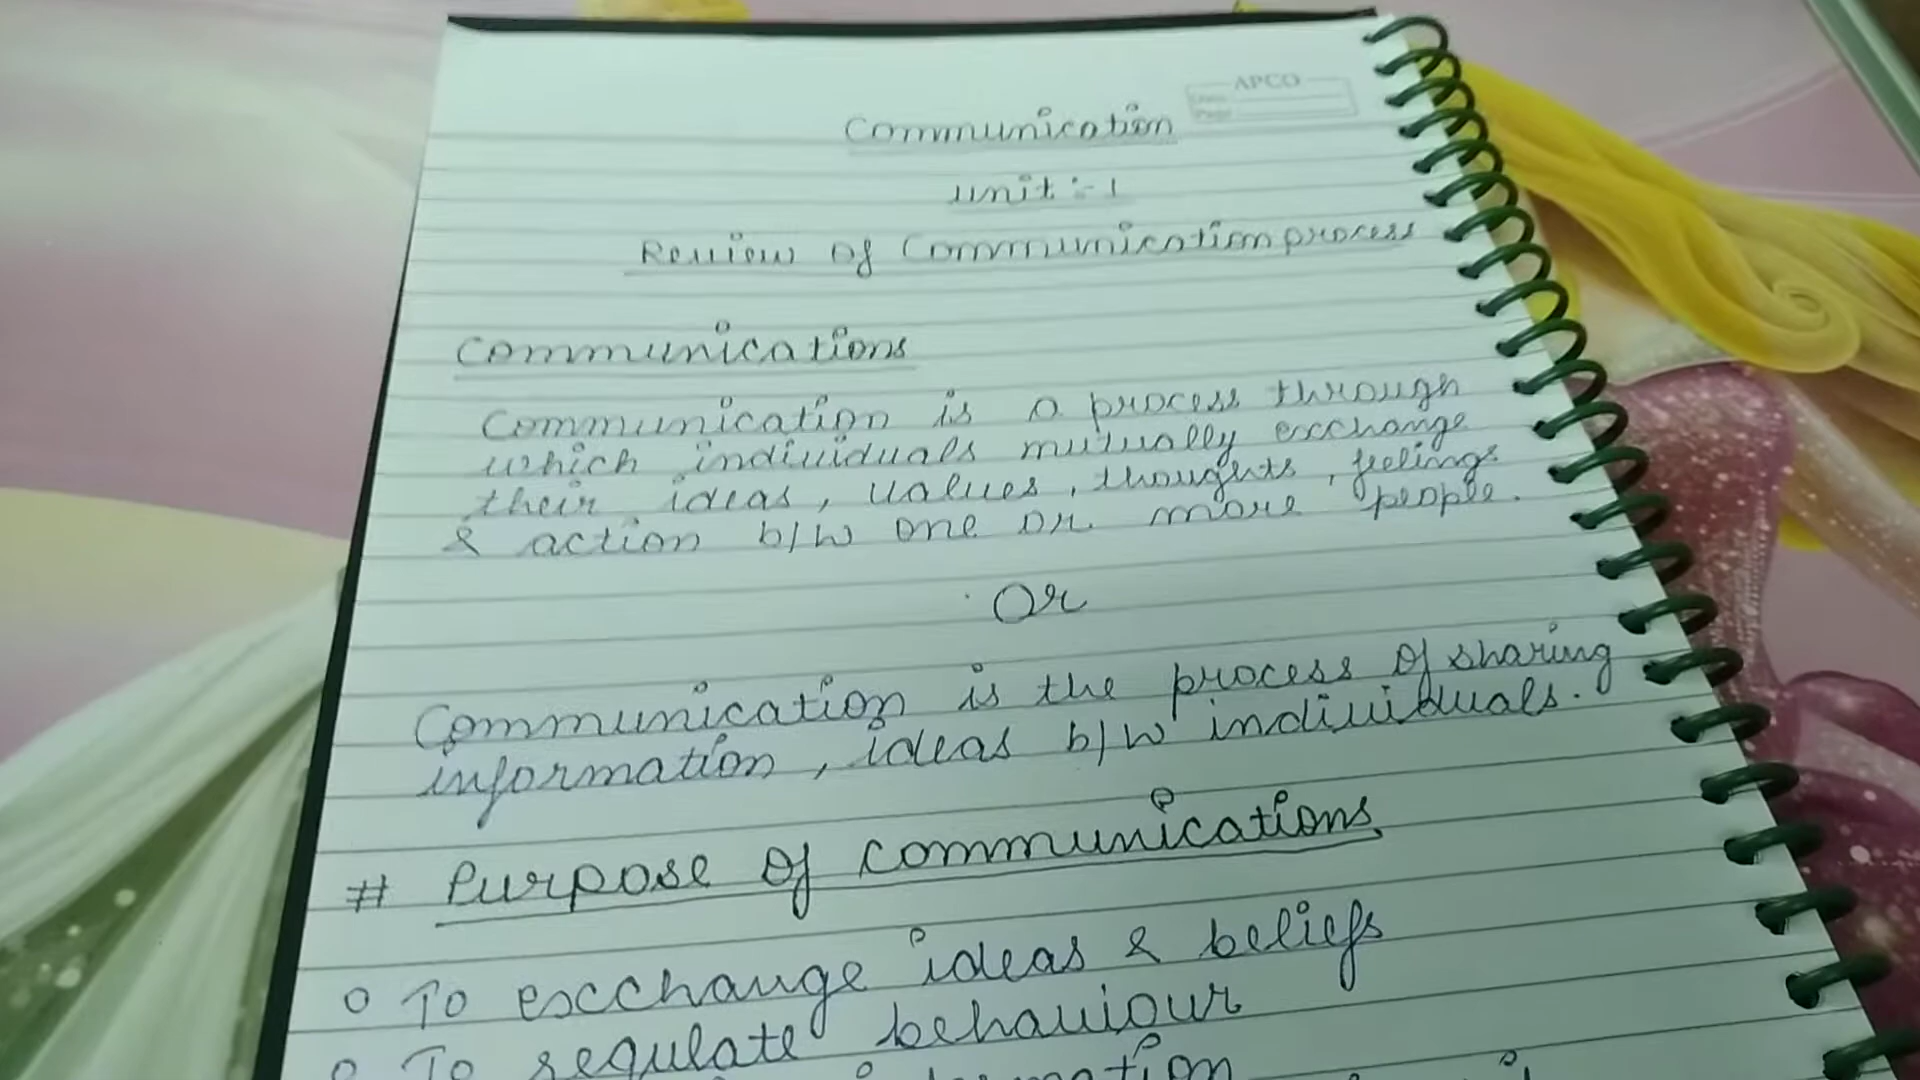 APCO
Communication
Unit :- 1
Review of Communication process
Communications
Communication is a process through
which individuals mutually exchange
their ideas, values, thoughts, feelings
& action b/w one or more people.
Or
Communication is the process of sharing
information, ideas b/w individuals.
# Purpose of communications
o To exchange ideas & beliefs
o To regulate behaviour